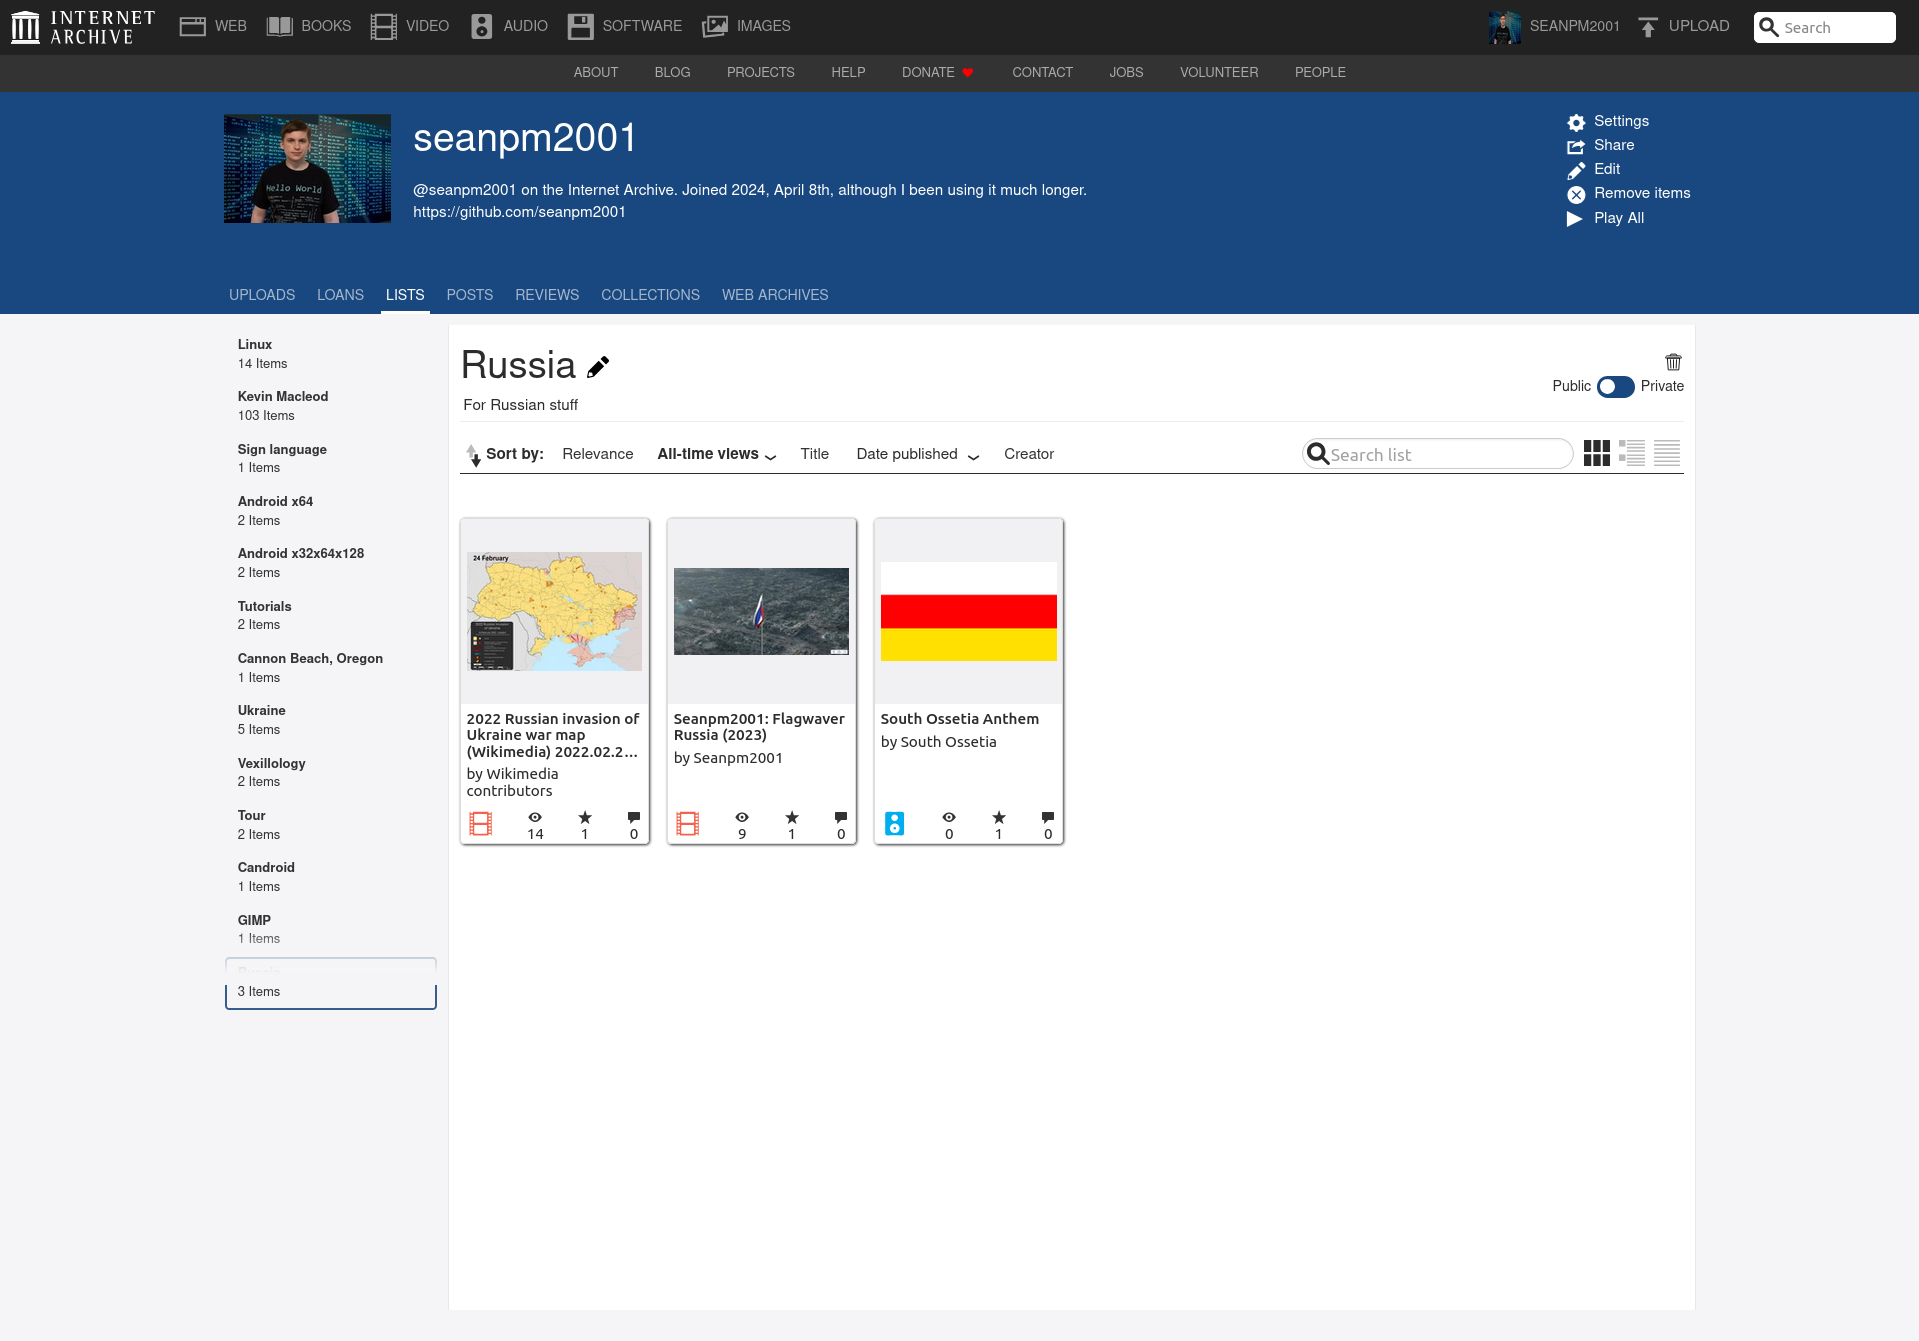 INTERNET ARCHIVE
WEB
BOOKS
VIDEO
AUDIO
SOFTWARE
IMAGES
SEANPM2001
UPLOAD
Search
ABOUT
BLOG
PROJECTS
HELP
DONATE
CONTACT
JOBS
VOLUNTEER
PEOPLE
Hello World
seanpm2001
@seanpm2001 on the Internet Archive. Joined 2024, April 8th, although I been using it much longer.
https://github.com/seanpm2001
Settings
Share
Edit
Remove items
Play All
UPLOADS
LOANS
LISTS
POSTS
REVIEWS
COLLECTIONS
WEB ARCHIVES
Linux
14 Items
Kevin Macleod
103 Items
Sign language
1 Items
Android x64
2 Items
Android x32x64x128
2 Items
Tutorials
2 Items
Cannon Beach, Oregon
1 Items
Ukraine
5 Items
Vexillology
2 Items
Tour
2 Items
Candroid
1 Items
GIMP
1 Items
Russia
3 Items
Russia
For Russian stuff
Public
Private
Sort by:
Relevance
All-time views
Title
Date published
Creator
Search list
24 February
2022 Russian invasion of
Ukraine war map
(Wikimedia) 2022.02.2...
by Wikimedia
contributors
14
1
0
Seanpm2001: Flagwaver
Russia (2023)
by Seanpm2001
9
1
0
South Ossetia Anthem
by South Ossetia
0
1
0